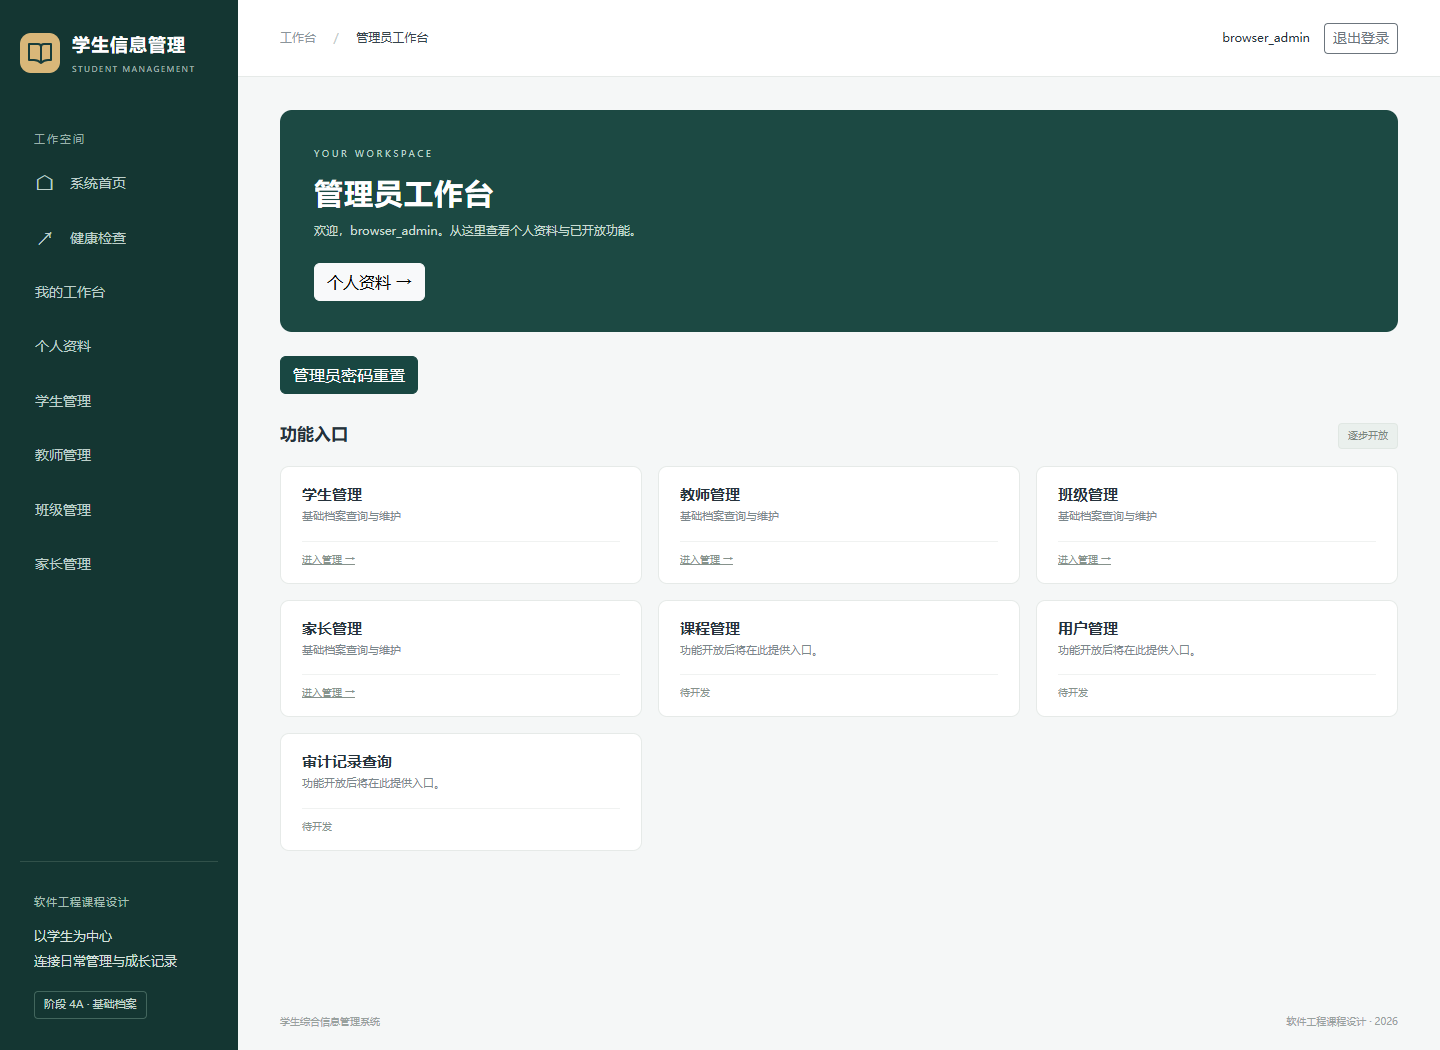 学生信息管理
STUDENT MANAGEMENT
工作空间
系统首页
健康检查
我的工作台
个人资料
学生管理
教师管理
班级管理
家长管理
软件工程课程设计
以学生为中心
连接日常管理与成长记录
阶段 4A · 基础档案
工作台 / 管理员工作台
browser_admin
退出登录
YOUR WORKSPACE
管理员工作台
欢迎，browser_admin。从这里查看个人资料与已开放功能。
个人资料 →
管理员密码重置
功能入口
逐步开放
学生管理
基础档案查询与维护
进入管理 →
教师管理
基础档案查询与维护
进入管理 →
班级管理
基础档案查询与维护
进入管理 →
家长管理
基础档案查询与维护
进入管理 →
课程管理
功能开放后将在此提供入口。
待开发
用户管理
功能开放后将在此提供入口。
待开发
审计记录查询
功能开放后将在此提供入口。
待开发
学生综合信息管理系统
软件工程课程设计 · 2026